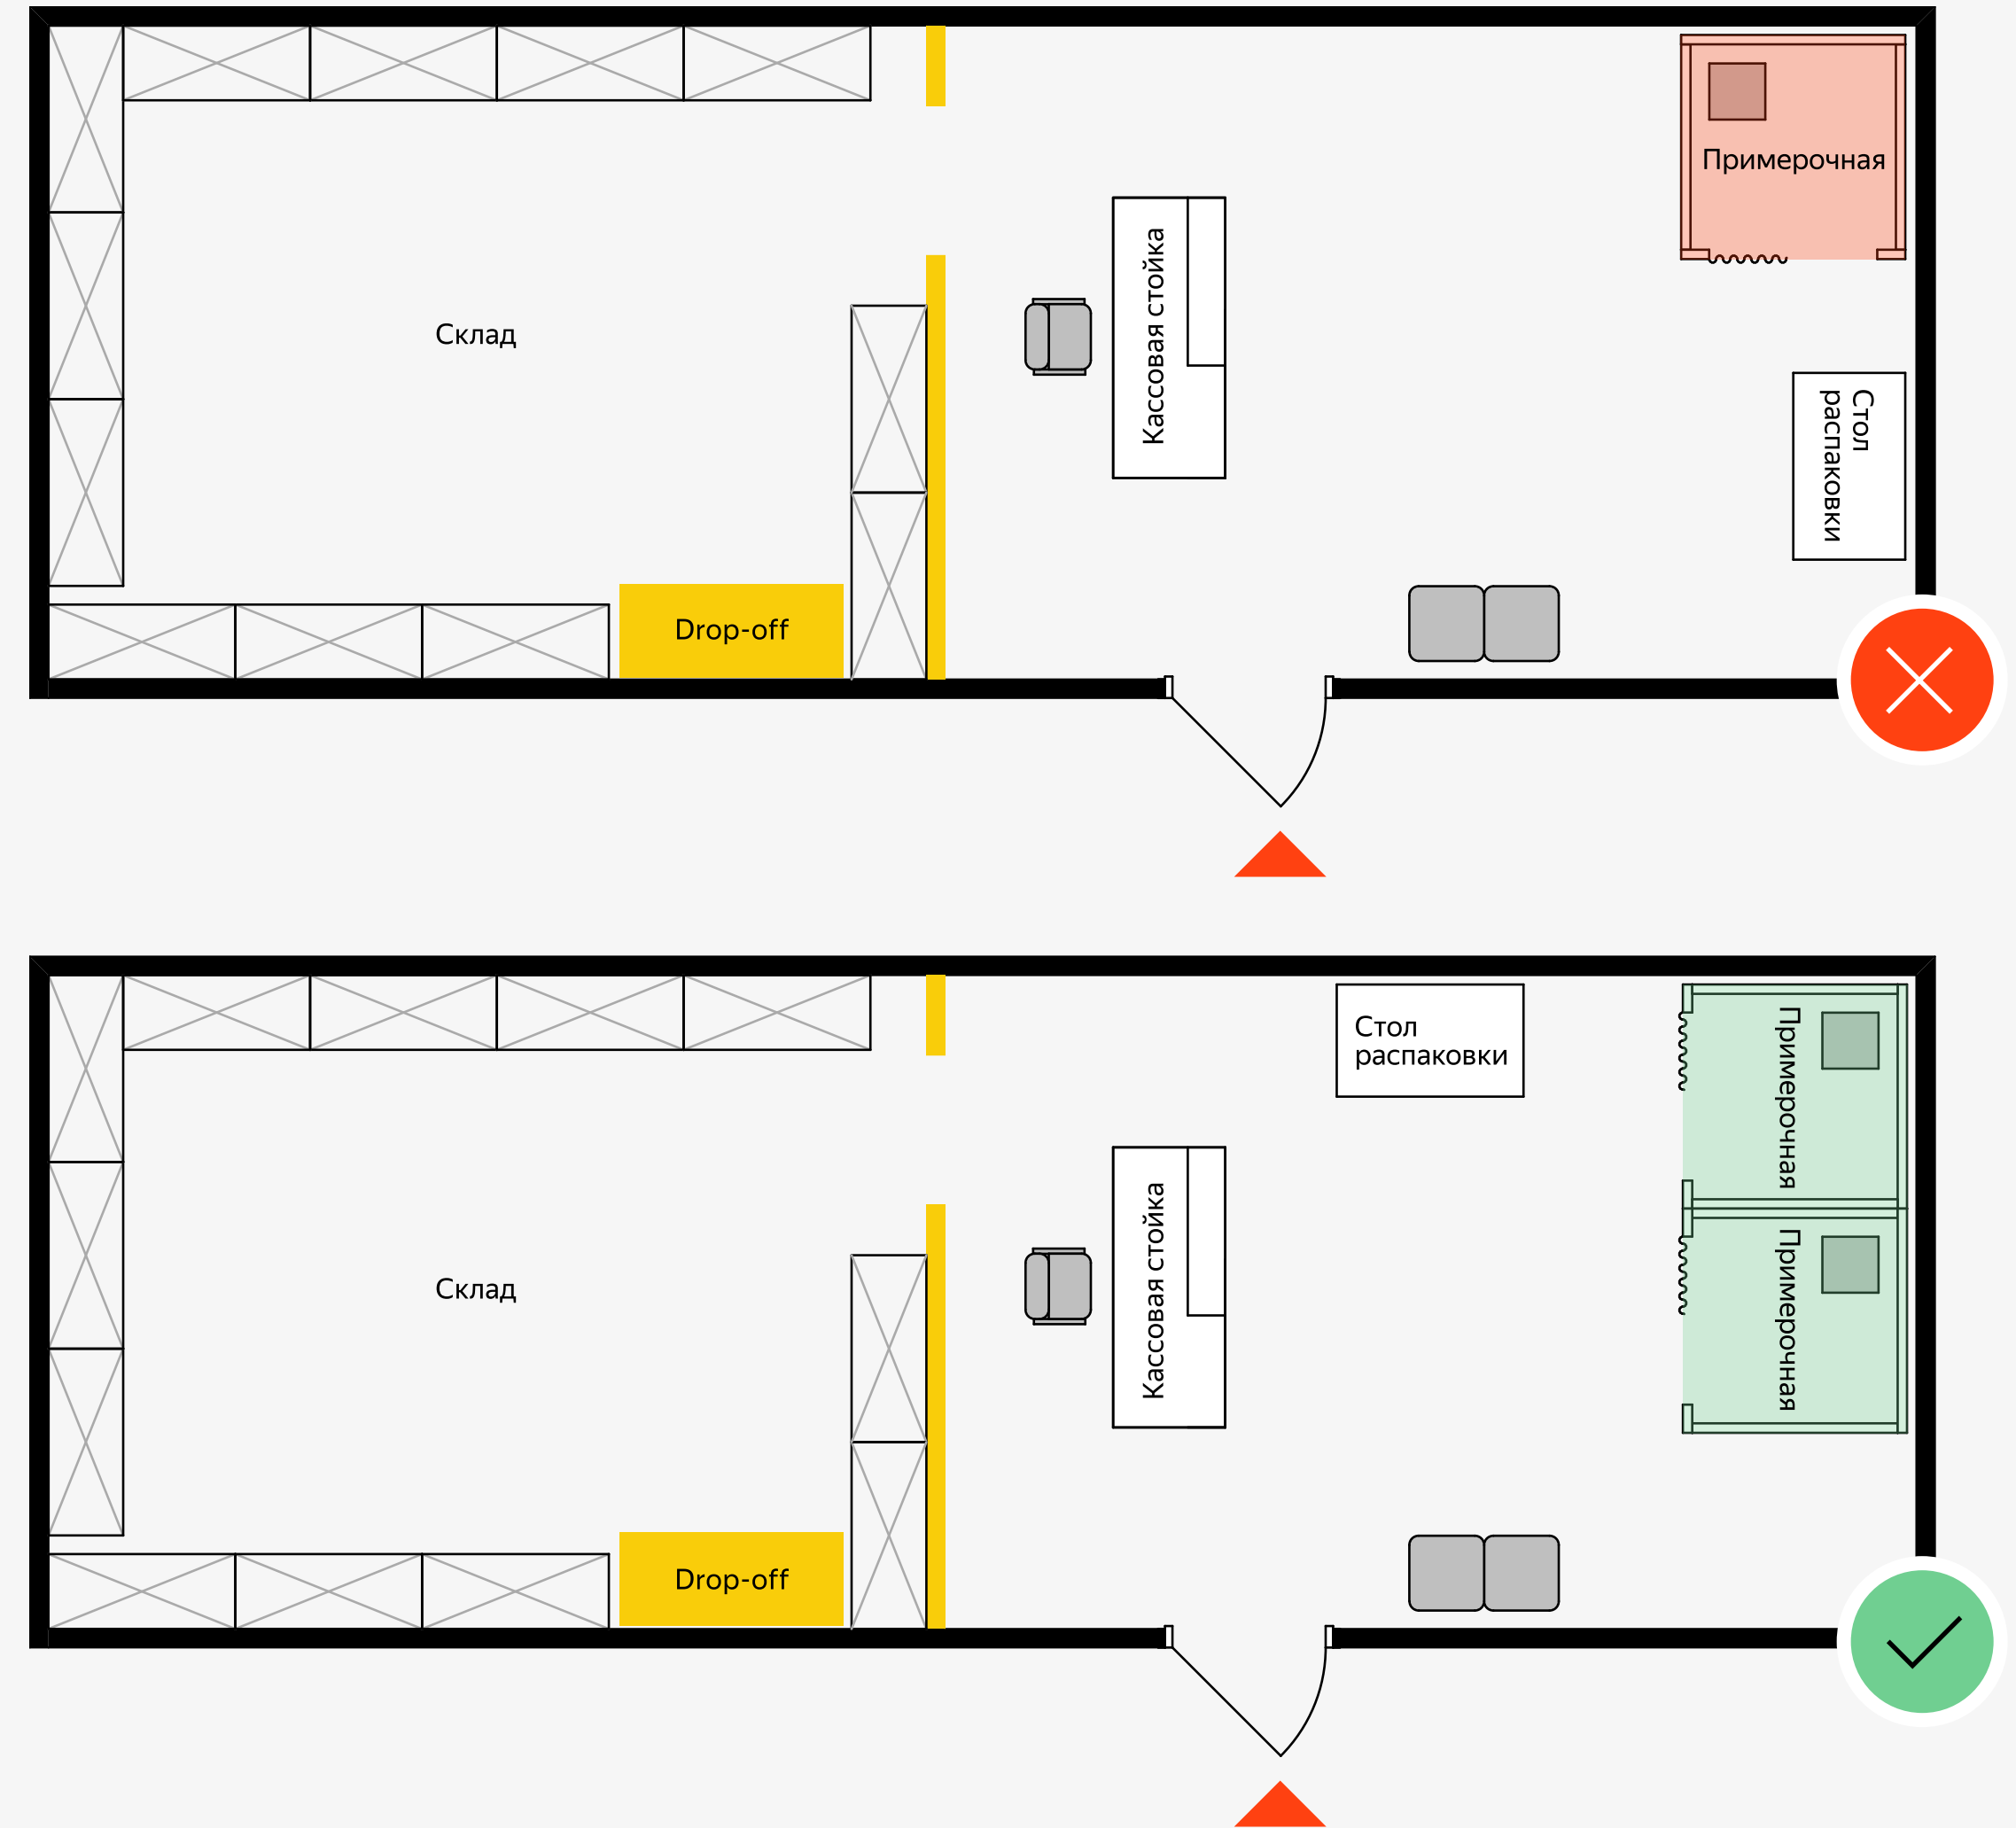 Примерочная
Склад
Кассовая стойка
Стол
распаковки
Drop-off
Стол
распаковки
Примерочная
Склад
Кассовая стойка
Примерочная
Drop-off